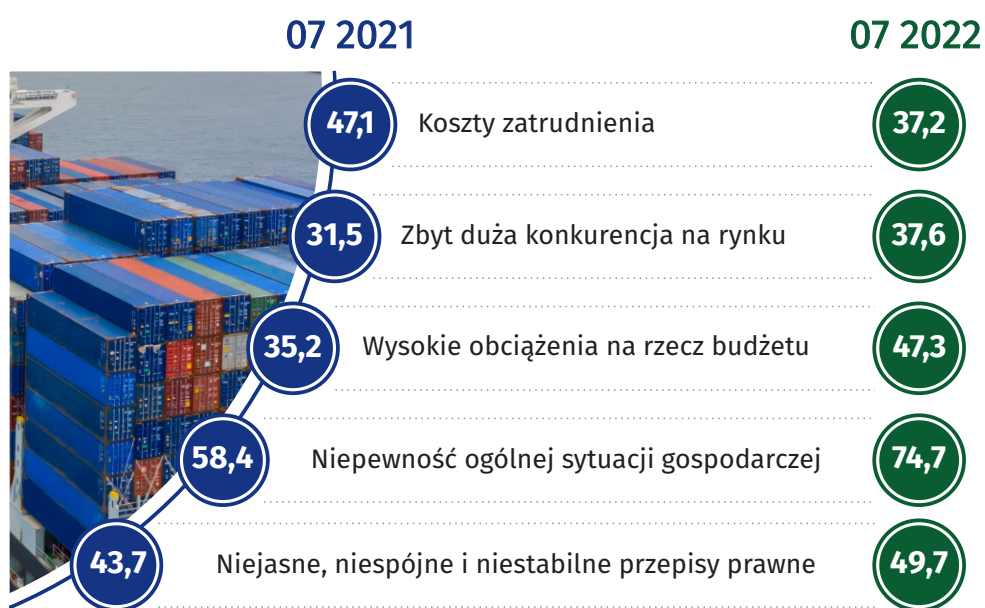 07 2021 07 2022
47,1 Koszty zatrudnienia 37,2
31,5 Zbyt duża konkurencja na rynku 37,6
35,2 Wysokie obciążenia na rzecz budżetu 47,3
58,4 Niepewność ogólnej sytuacji gospodarczej 74,7
43,7 Niejasne, niespójne i niestabilne przepisy prawne 49,7